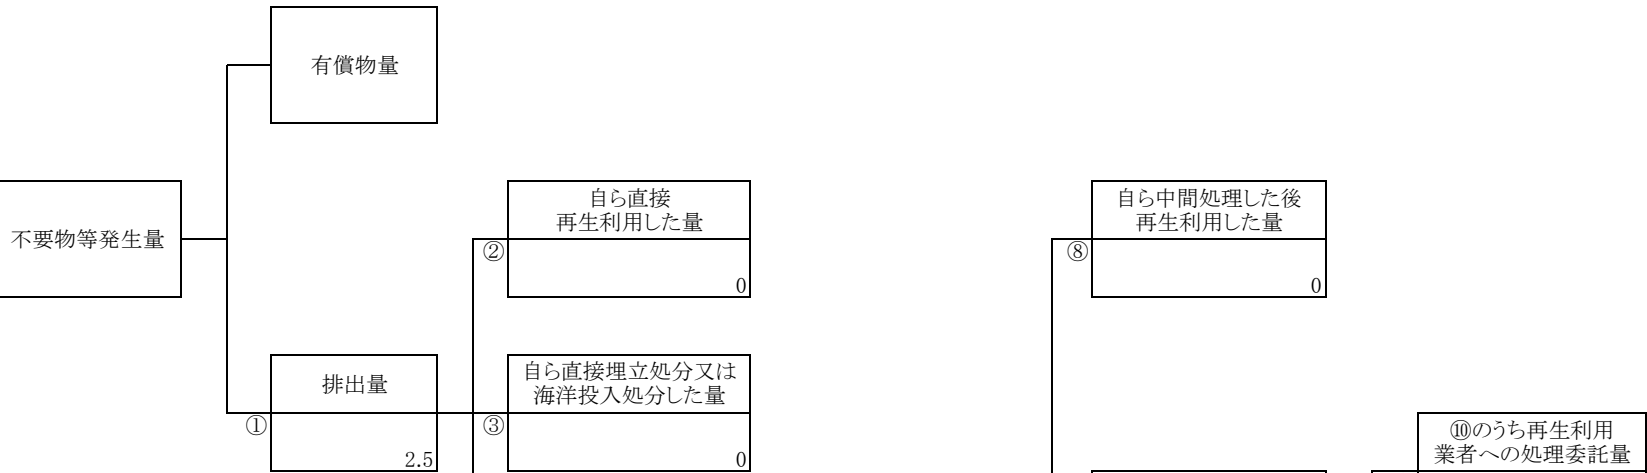 有償物量
不要物等発生量
自ら直接
再生利用した量
②
0
自ら中間処理した後
再生利用した量
⑧
0
排出量
①
2.5
自ら直接埋立処分又は
海洋投入処分した量
③
0
⑩のうち再生利用
業者への処理委託量